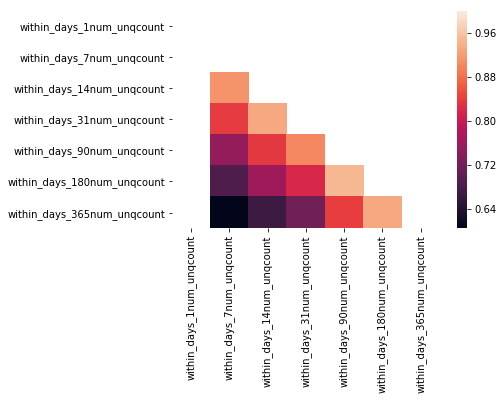 within_days_1num_unqcount
within_days_7num_unqcount
within_days_14num_unqcount
within_days_31num_unqcount
within_days_90num_unqcount
within_days_180num_unqcount
within_days_365num_unqcount
within_days_1num_unqcount
within_days_7num_unqcount
within_days_14num_unqcount
within_days_31num_unqcount
within_days_90num_unqcount
within_days_180num_unqcount
within_days_365num_unqcount
0.96
0.88
0.80
0.72
0.64